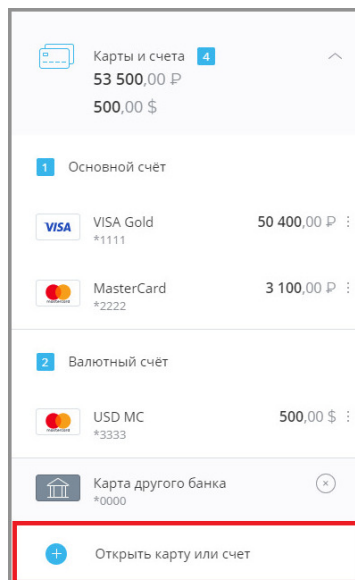 Карты и счета 4
53 500,00 ₽
500,00 $
1 Основной счёт
VISA VISA Gold 50 400,00 ₽
*1111
mastercard MasterCard 3 100,00 ₽
*2222
2 Валютный счёт
mastercard USD MC 500,00 $
*3333
Карта другого банка
*0000
Открыть карту или счет